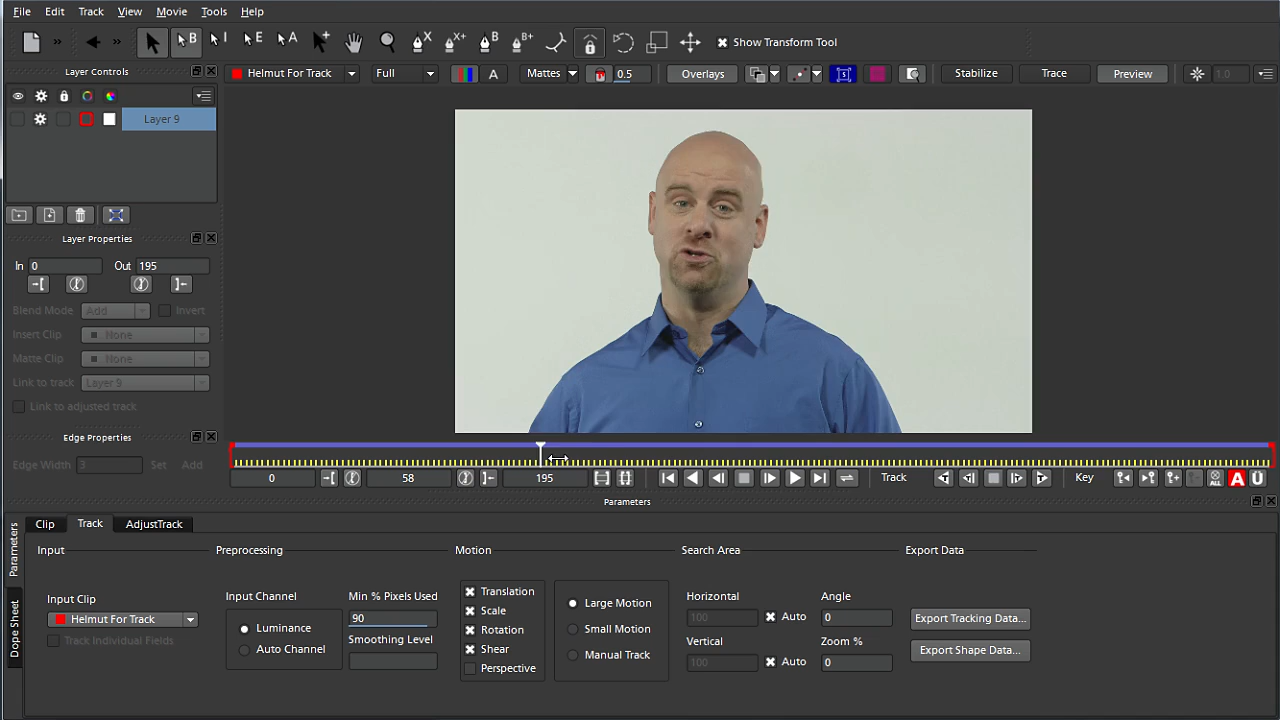 File Edit Track View Movie Tools Help
B I E A X X+ B B+ Show Transform Tool
Layer Controls
Helmut For Track Full A Mattes 0.5 Overlays Stabilize Trace Preview 1.0
Layer 9
Layer Properties
In 0 Out 195
Blend Mode Add Invert
Insert Clip None
Matte Clip None
Link to track Layer 9
Link to adjusted track
Edge Properties
Edge Width 3 Set Add
0 58 195 Track Key ALL A Ü
Parameters
Parameters
Dope Sheet
Clip Track AdjustTrack
Input Preprocessing Motion Search Area Export Data
Input Clip
Helmut For Track
Track Individual Fields
Input Channel
Luminance
Auto Channel
Min % Pixels Used
90
Smoothing Level
Translation
Scale
Rotation
Shear
Perspective
Large Motion
Small Motion
Manual Track
Horizontal Angle
100 Auto 0
Vertical Zoom %
100 Auto 0
Export Tracking Data...
Export Shape Data...